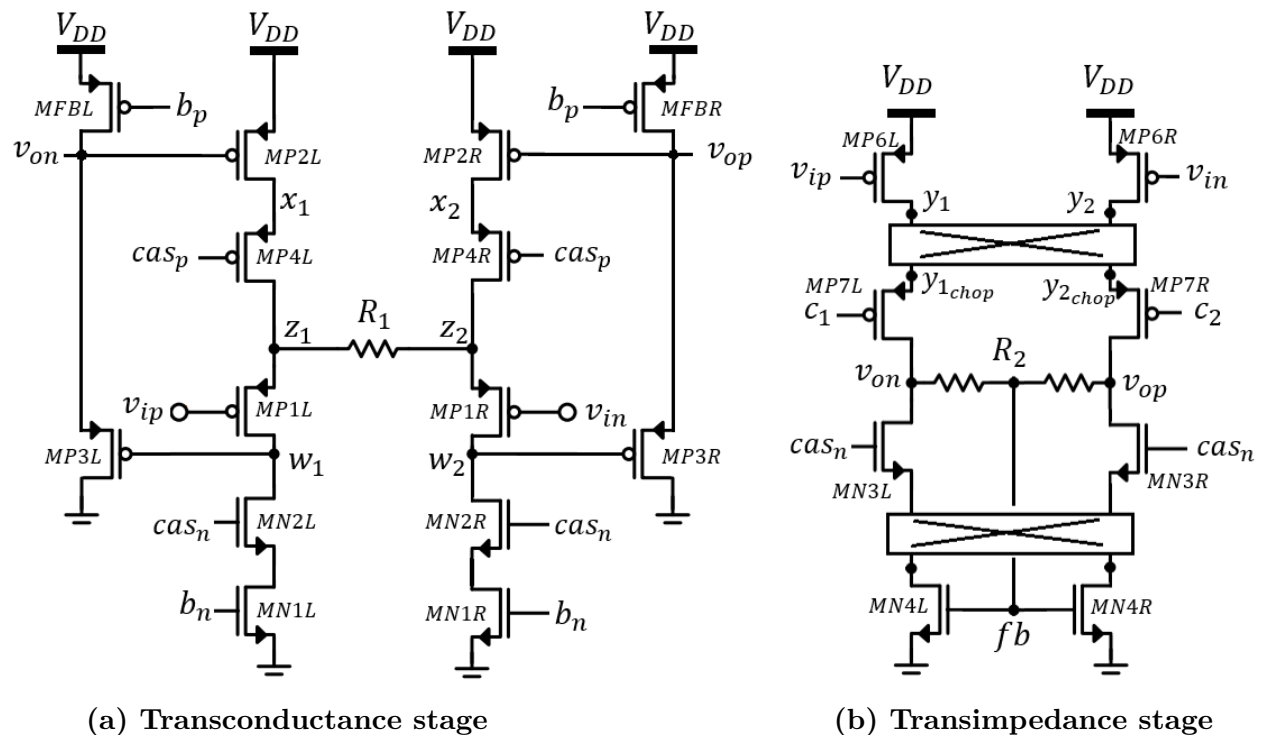 V_DD V_DD V_DD V_DD
MFBL b_p b_p MFBR
v_on MP2L MP2R v_op
x_1 x_2
cas_p MP4L MP4R cas_p
z_1 R_1 z_2
v_ip MP1L MP1R v_in
MP3L w_1 w_2 MP3R
cas_n MN2L MN2R cas_n
b_n MN1L MN1R b_n
(a) Transconductance stage
V_DD V_DD
MP6L MP6R
v_ip v_in
y_1 y_2
MP7L y_1chop y_2chop MP7R
c_1 c_2
v_on R_2 v_op
cas_n cas_n
MN3L MN3R
MN4L MN4R
fb
(b) Transimpedance stage